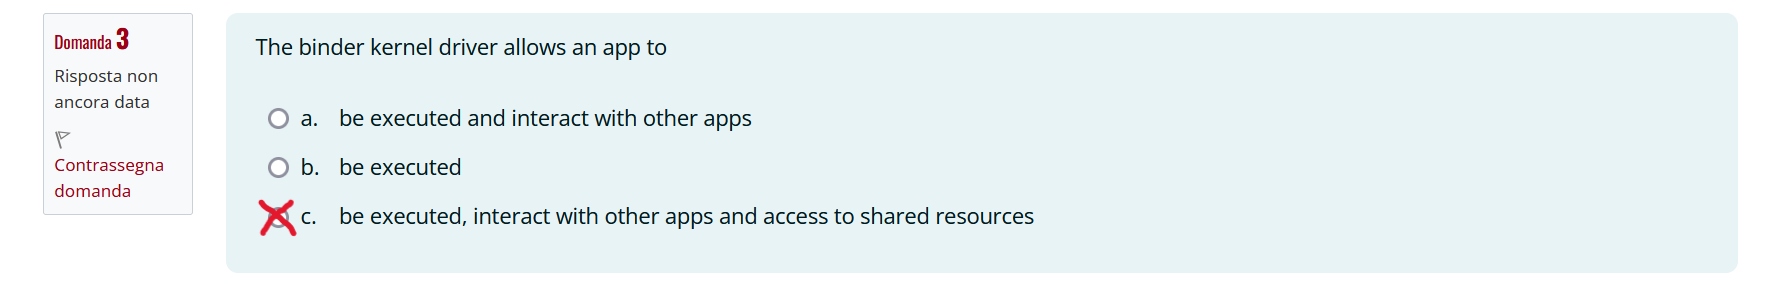 Domanda 3
Risposta non
ancora data
Contrassegna
domanda
The binder kernel driver allows an app to
a. be executed and interact with other apps
b. be executed
c. be executed, interact with other apps and access to shared resources